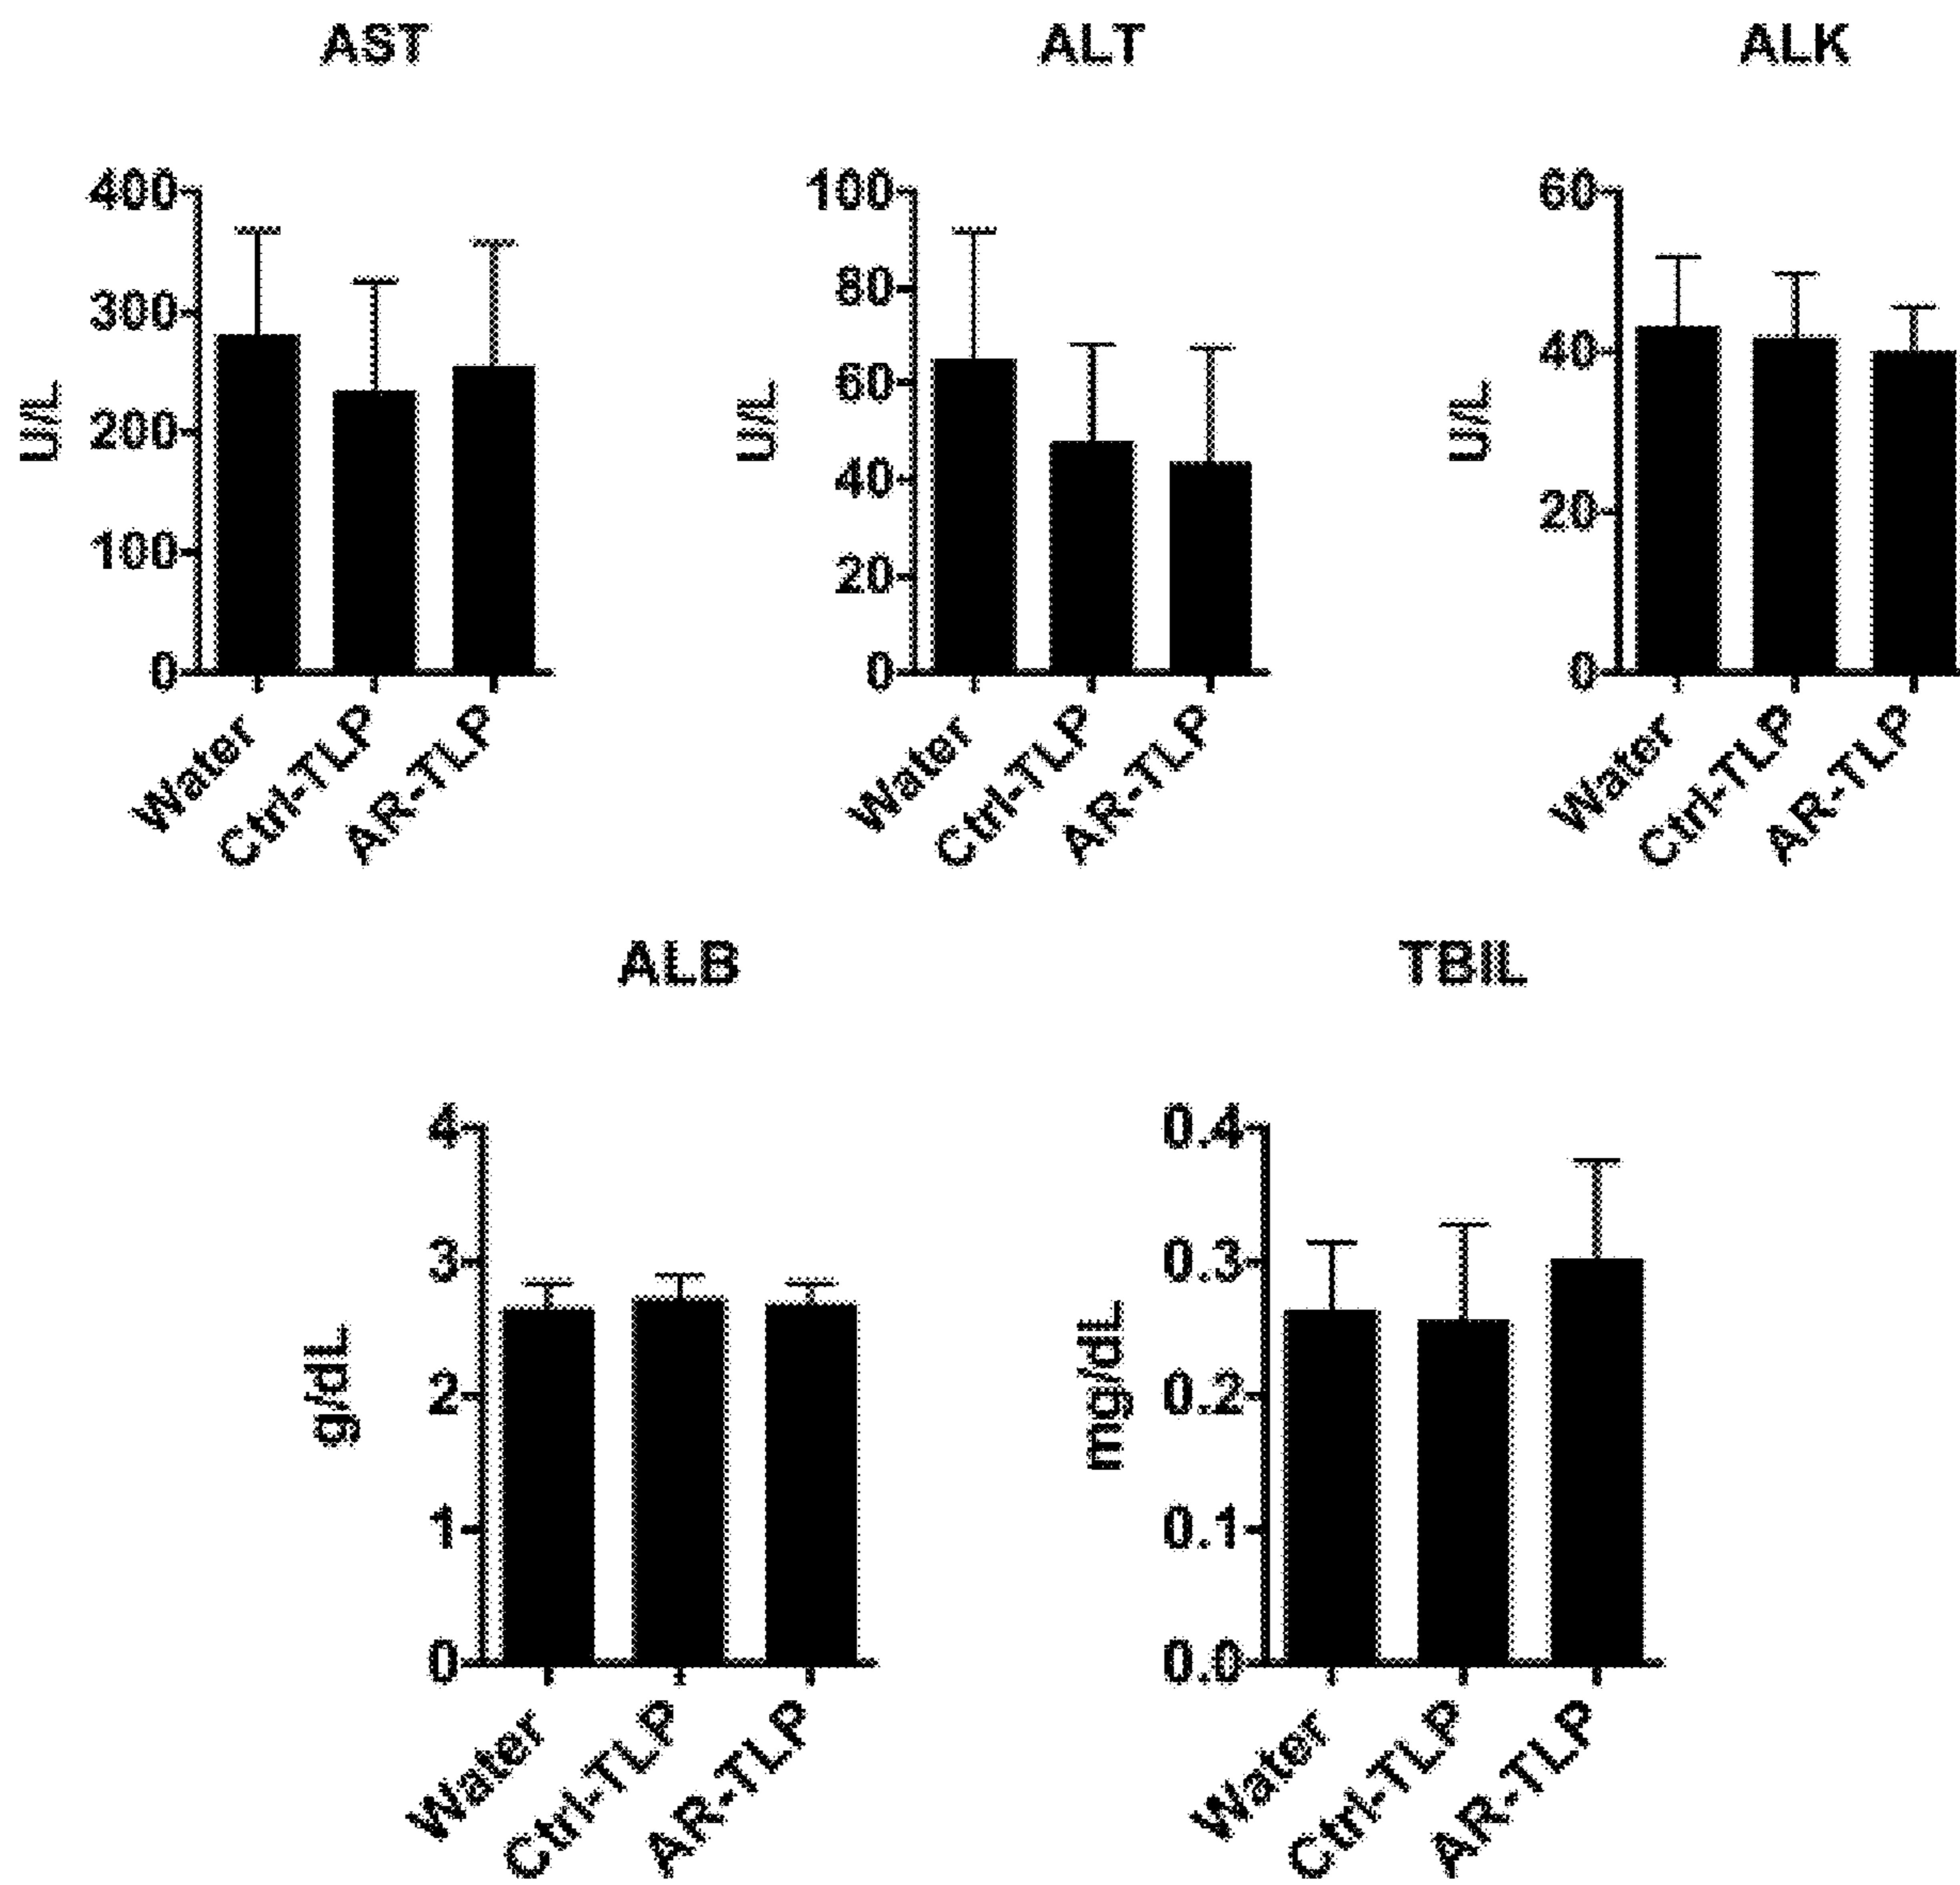 AST
400
300
200
100
0
U/L
Water
Ctrl-TLP
AR-TLP
ALT
100
80
60
40
20
0
U/L
Water
Ctrl-TLP
AR-TLP
ALK
60
40
20
0
U/L
Water
Ctrl-TLP
AR-TLP
ALB
4
3
2
1
0
g/dL
Water
Ctrl-TLP
AR-TLP
TBIL
0.4
0.3
0.2
0.1
0.0
mg/dL
Water
Ctrl-TLP
AR-TLP